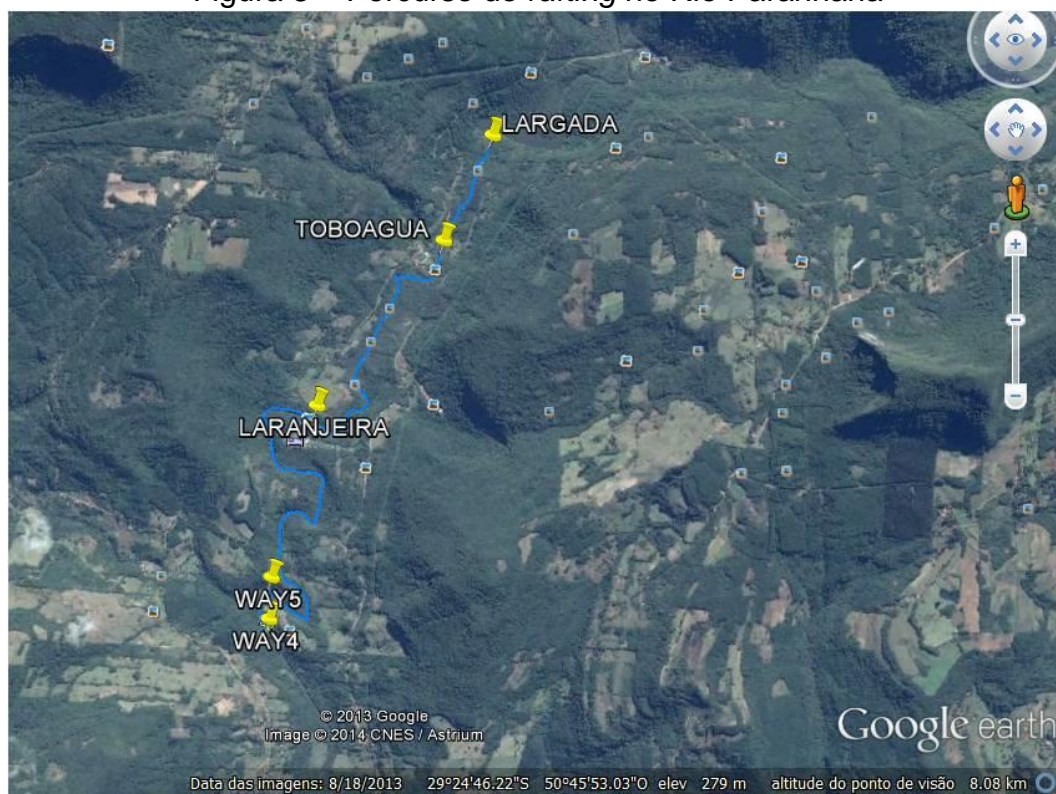 LARGADA
TOBOAGUA
LARANJEIRA
WAY5
WAY4
© 2013 Google
Image © 2014 CNES / Astrium
Google earth
Data das imagens: 8/18/2013 29°24'46.22"S 50°45'53.03"O elev 279 m altitude do ponto de visão 8.08 km